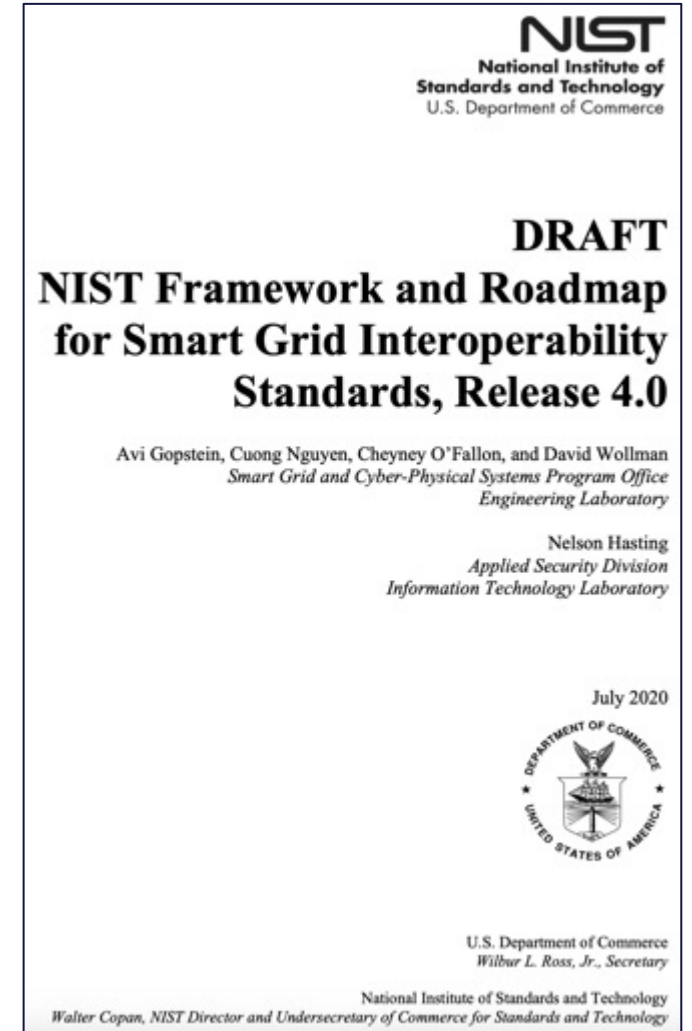 NIST
National Institute of
Standards and Technology
U.S. Department of Commerce
DRAFT
NIST Framework and Roadmap
for Smart Grid Interoperability
Standards, Release 4.0
Avi Gopstein, Cuong Nguyen, Cheyney O'Fallon, and David Wollman
Smart Grid and Cyber-Physical Systems Program Office
Engineering Laboratory
Nelson Hasting
Applied Security Division
Information Technology Laboratory
July 2020
DEPARTMENT OF COMMERCE
UNITED STATES OF AMERICA
U.S. Department of Commerce
Wilbur L. Ross, Jr., Secretary
National Institute of Standards and Technology
Walter Copan, NIST Director and Undersecretary of Commerce for Standards and Technology